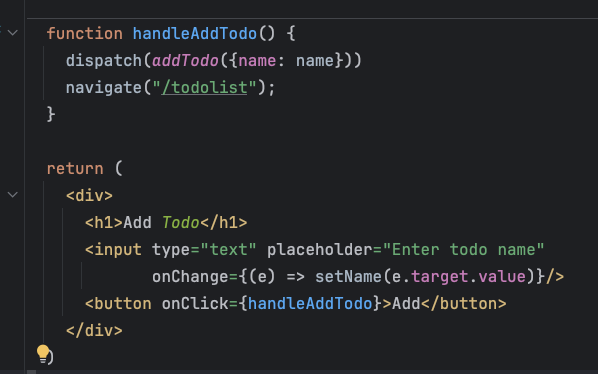 function handleAddTodo() {
dispatch(addTodo({name: name}))
navigate("/todolist");
}
return (
<div>
<h1>Add Todo</h1>
<input type="text" placeholder="Enter todo name"
onChange={(e) => setName(e.target.value)}/>
<button onClick={handleAddTodo}>Add</button>
</div>
)